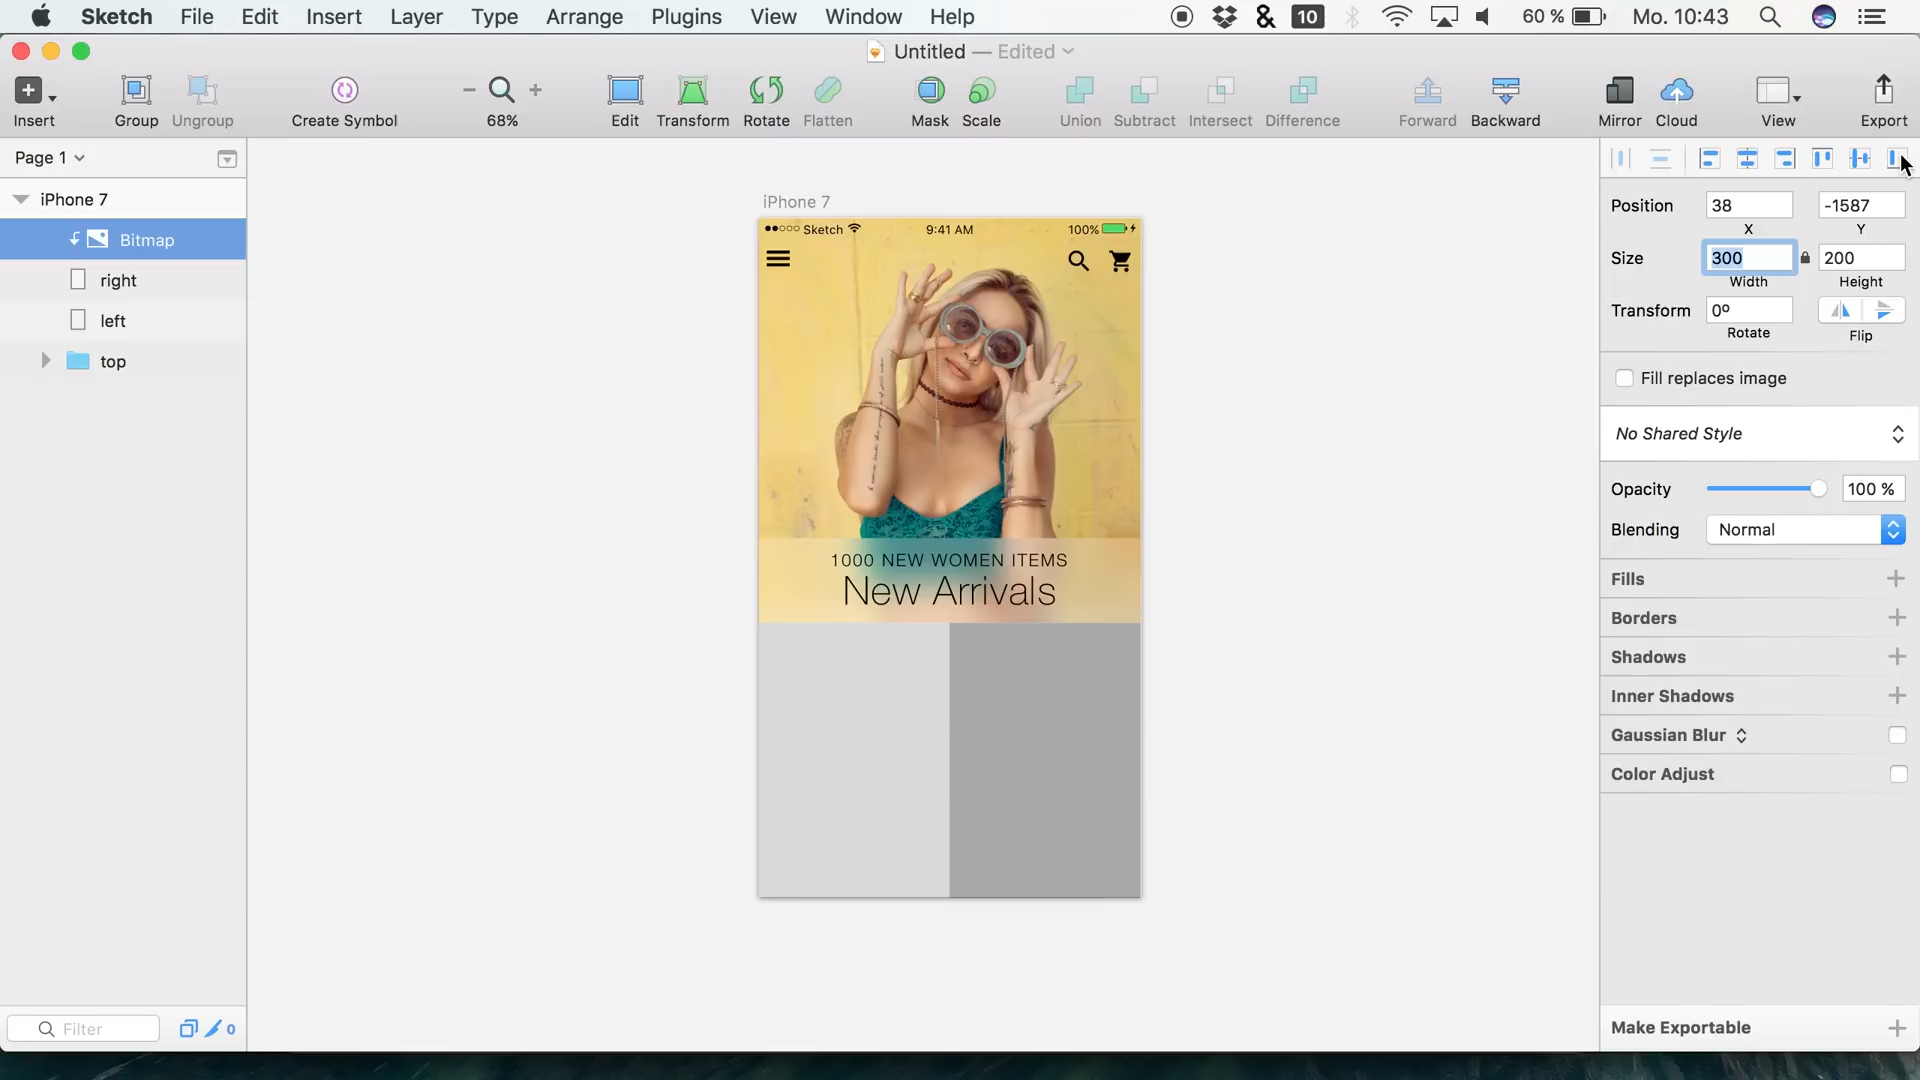 Sketch File Edit Insert Layer Type Arrange Plugins View Window Help 10 60 % Mo. 10:43
Untitled — Edited
Insert Group Ungroup Create Symbol 68% Edit Transform Rotate Flatten Mask Scale Union Subtract Intersect Difference Forward Backward Mirror Cloud View Export
Page 1
iPhone 7
Bitmap
right
left
top
Filter
0
iPhone 7
Sketch 9:41 AM 100%
1000 NEW WOMEN ITEMS
New Arrivals
Position 38 -1587
X Y
Size 300 200
Width Height
Transform 0º
Rotate Flip
Fill replaces image
No Shared Style
Opacity 100 %
Blending Normal
Fills
Borders
Shadows
Inner Shadows
Gaussian Blur
Color Adjust
Make Exportable